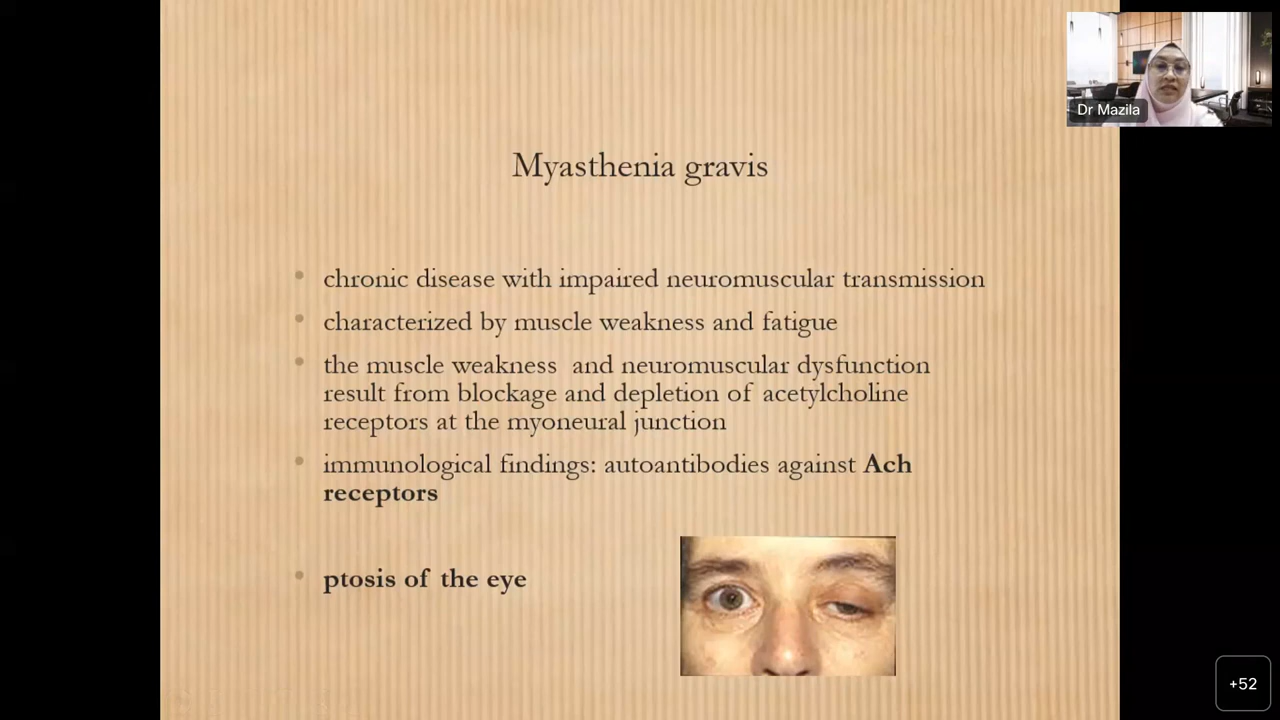 Dr Mazila
Myasthenia gravis
• chronic disease with impaired neuromuscular transmission
• characterized by muscle weakness and fatigue
• the muscle weakness  and neuromuscular dysfunction
result from blockage and depletion of acetylcholine
receptors at the myoneural junction
• immunological findings: autoantibodies against Ach
receptors
• ptosis of the eye
+52